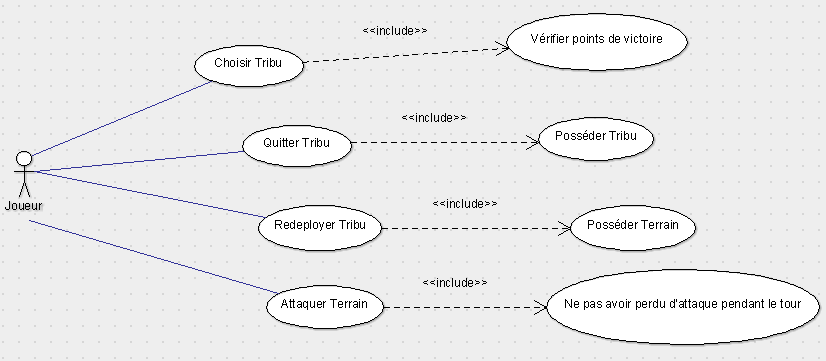 <<include>>
Vérifier points de victoire
Choisir Tribu
<<include>>
Quitter Tribu
Posséder Tribu
Joueur
<<include>>
Redeployer Tribu
Posséder Terrain
<<include>>
Attaquer Terrain
Ne pas avoir perdu d'attaque pendant le tour